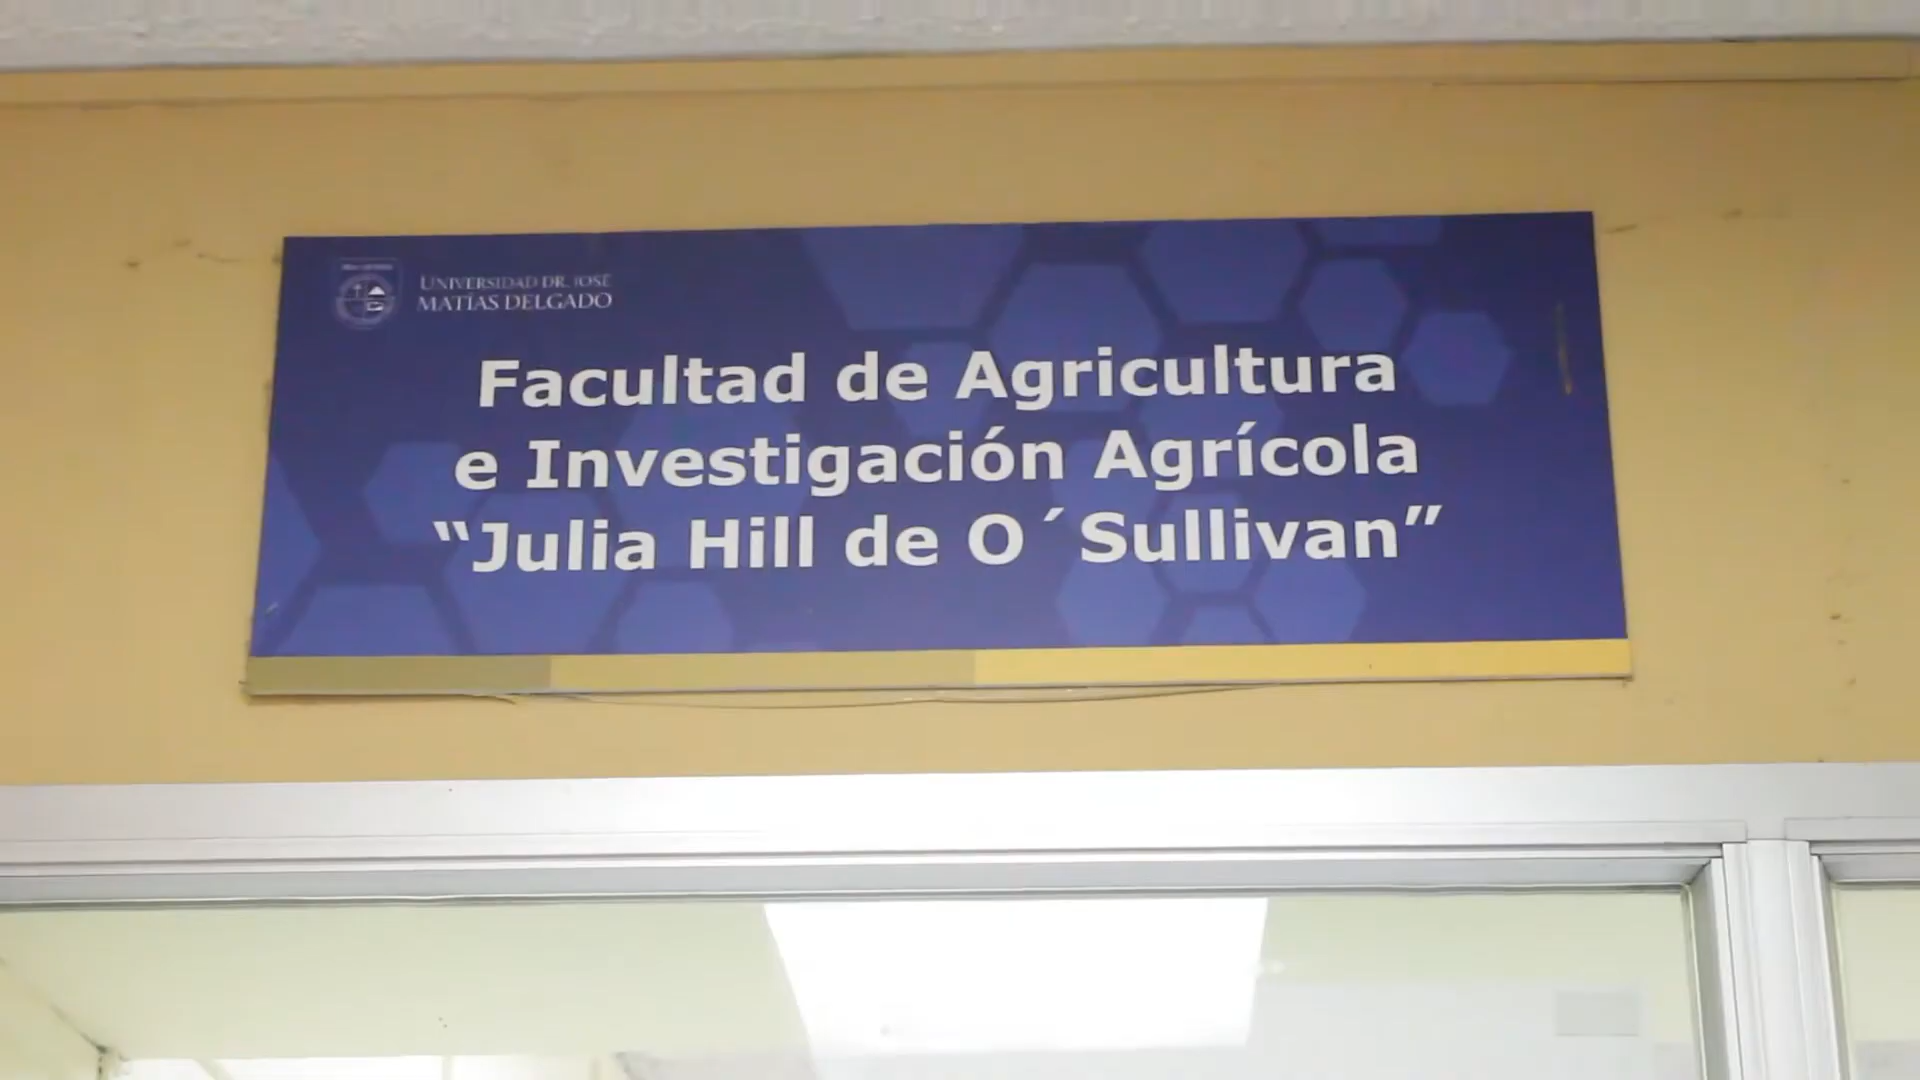 UNIVERSIDAD DR. JOSÉ
MATÍAS DELGADO
Facultad de Agricultura
e Investigación Agrícola
“Julia Hill de O´Sullivan”